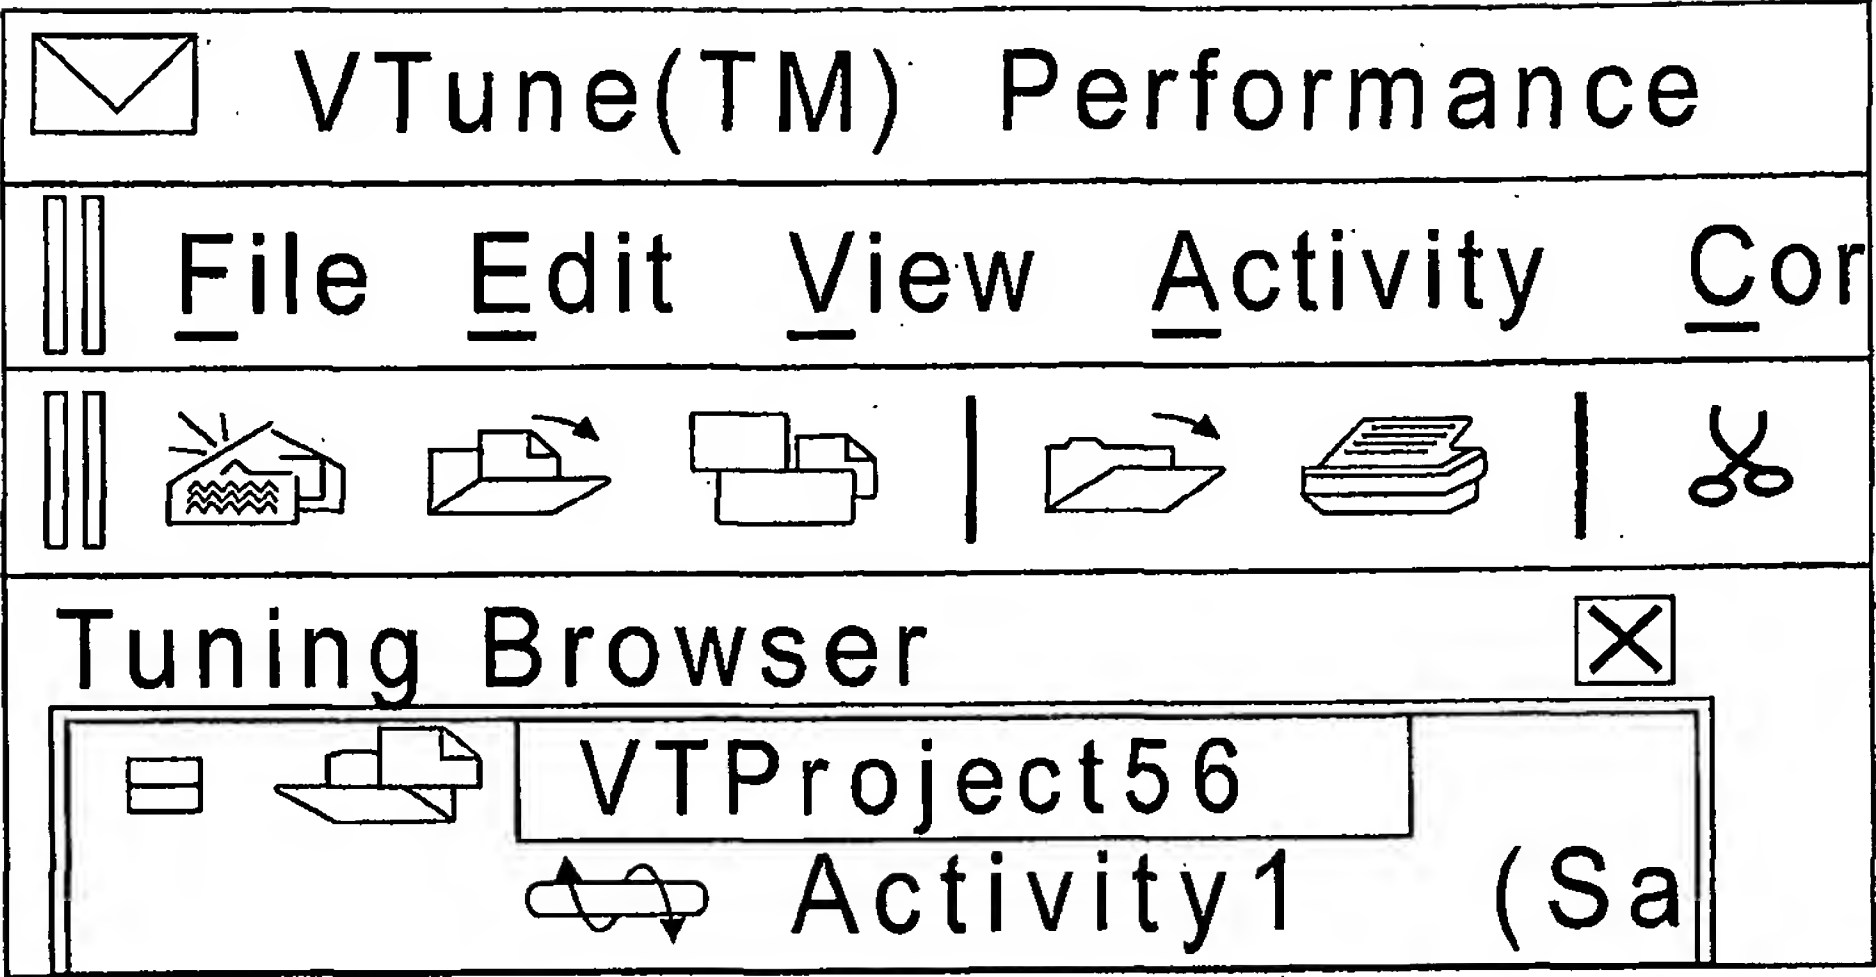 VTune(TM) Performance
File Edit View Activity Cor
Tuning Browser
VTProject56
Activity1 (Sa